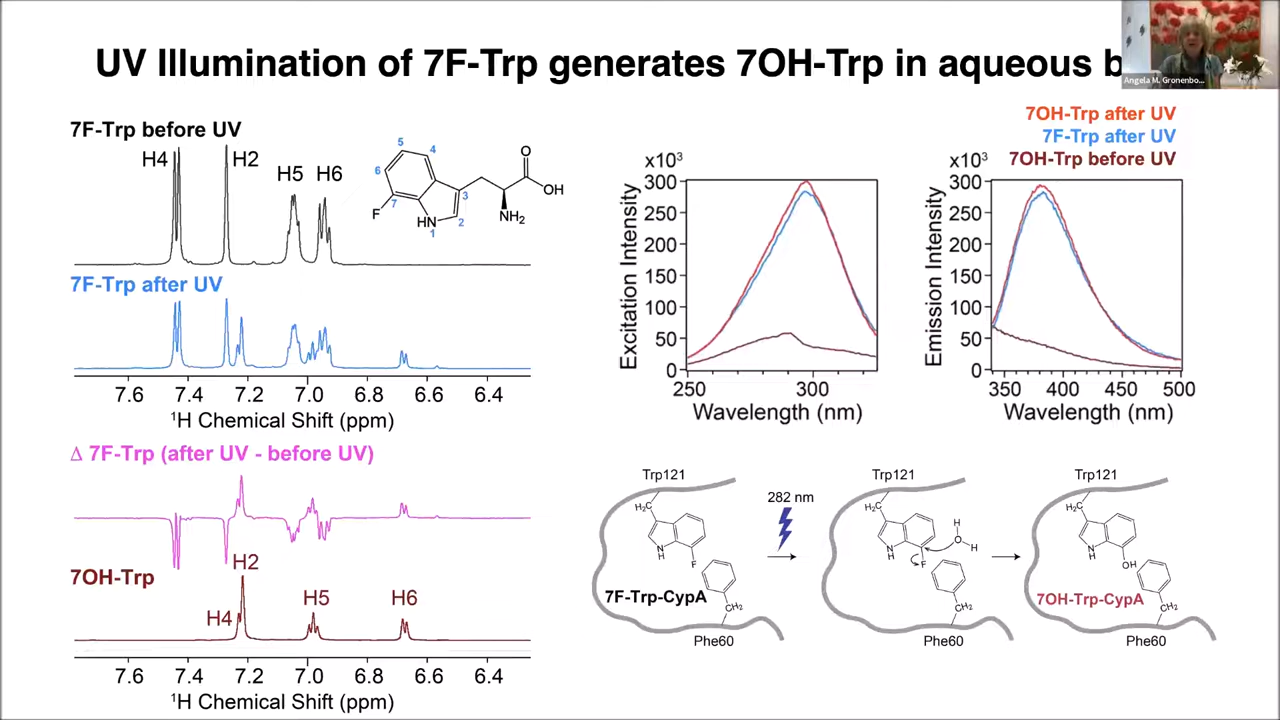 UV Illumination of 7F-Trp generates 7OH-Trp in aqueous b
Angela M. Gronenbo...
7F-Trp before UV
H4
H2
H5
H6
5
4
6
7
3
2
1
F
HN
O
OH
NH₂
7F-Trp after UV
7.6 7.4 7.2 7.0 6.8 6.6 6.4
¹H Chemical Shift (ppm)
Δ 7F-Trp (after UV - before UV)
7OH-Trp
H2
H4
H5
H6
7.6 7.4 7.2 7.0 6.8 6.6 6.4
¹H Chemical Shift (ppm)
7OH-Trp after UV
7F-Trp after UV
7OH-Trp before UV
x10³
300
250
200
150
100
50
0
Excitation Intensity
250 300
Wavelength (nm)
x10³
300
250
200
150
100
50
0
Emission Intensity
350 400 450 500
Wavelength (nm)
Trp121
H₂C
N
H
F
7F-Trp-CypA
CH₂
Phe60
282 nm
Trp121
H₂C
N
H
F
H
O
H
CH₂
Phe60
Trp121
H₂C
N
H
OH
7OH-Trp-CypA
CH₂
Phe60